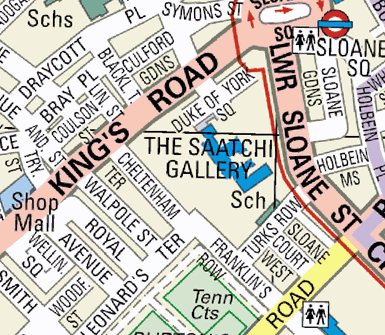 Schs
PL
SYMONS ST
SLOANE
SQ
SQ
DRAYCOTT
BRAY PL
CULFORD
GDNS
BLACKL
LIN ST
COULSON ST
KING'S ROAD
DUKE OF YORK
SQ
LWR SLOANE ST
SLOANE
GDNS
HOLBEIN
HOLBEIN
MS
THE SAATCHI
GALLERY
Sch
ST
AND
TRY.
Shop
Mall
CHELTENHAM
TER
WALPOLE ST
ROYAL
AVENUE
WELLIN
SQ
SMITH
WOODF.
ST
LEONARD'S
TER
FRANKLIN'S
ROW
TURKS ROW
SLOANE
COURT
WEST
Tenn
Cts
BURTON'S
ROAD